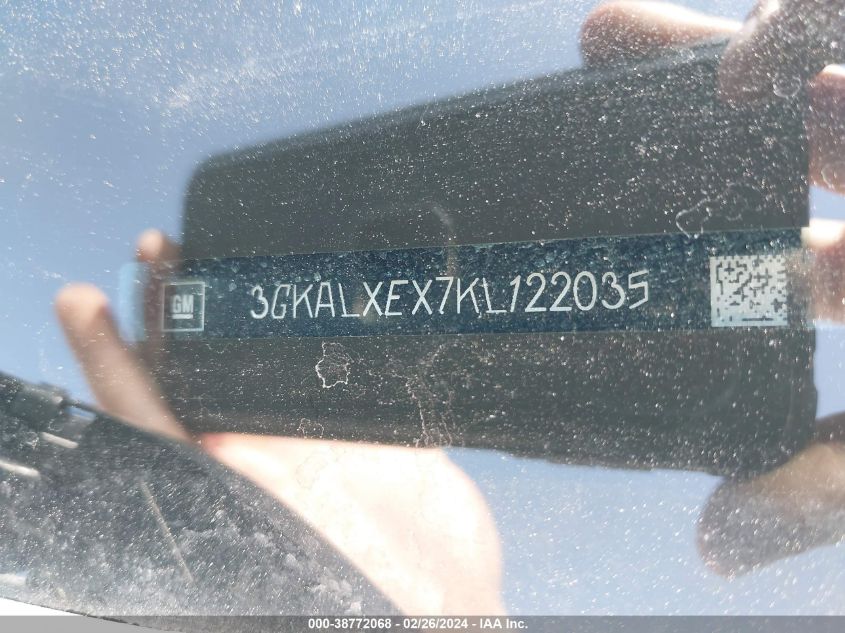 GM 3GKALXEX7KL122035
000-38772068 - 02/26/2024 - IAA Inc.